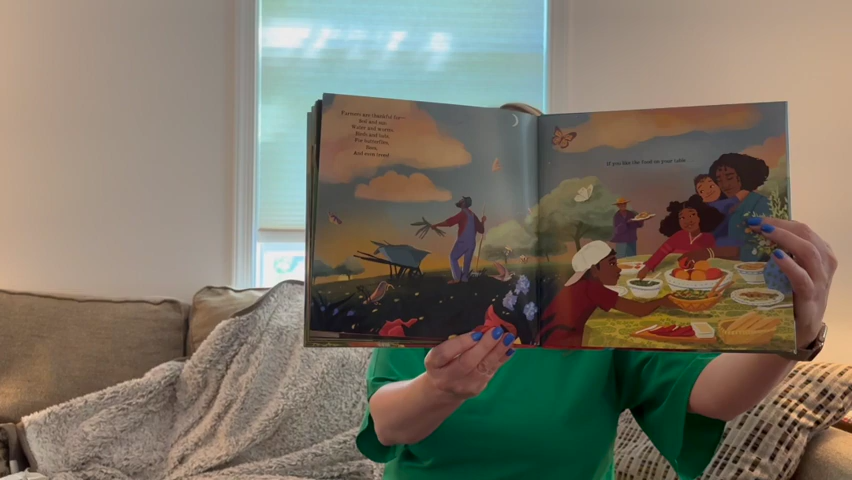 Farmers are thankful for—
Soil and sun.
Water and worms.
Birds and bats.
For butterflies,
Bees,
And even trees!
If you like the food on your table